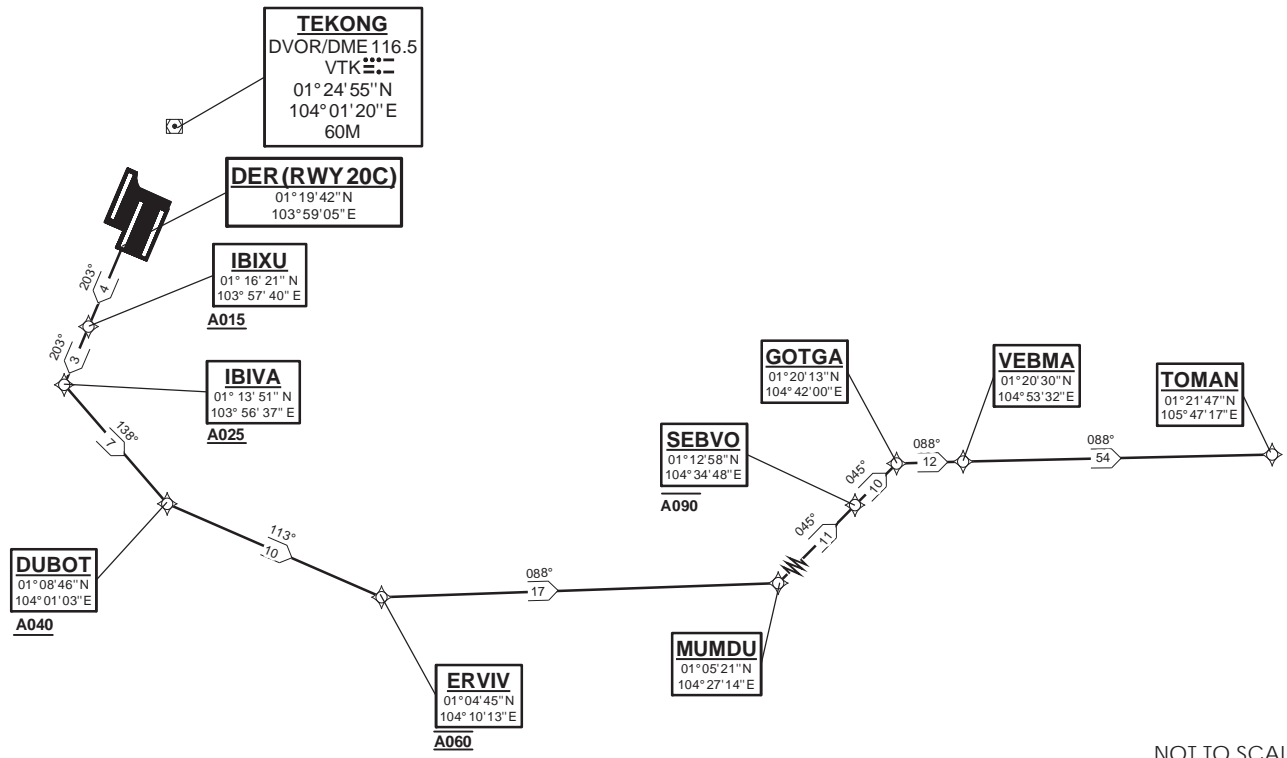 TEKONG
DVOR/DME 116.5
VTK
01°24'55"N
104°01'20"E
60M
DER (RWY 20C)
01°19'42"N
103°59'05"E
203°
4
IBIXU
01° 16' 21" N
103° 57' 40" E
A015
203°
3
IBIVA
01° 13' 51" N
103° 56' 37" E
A025
138°
7
DUBOT
01°08'46"N
104°01'03"E
A040
113°
10
ERVIV
01°04'45"N
104°10'13"E
A060
088°
17
MUMDU
01°05'21"N
104°27'14"E
045°
11
SEBVO
01°12'58"N
104°34'48"E
A090
045°
10
GOTGA
01°20'13"N
104°42'00"E
088°
12
VEBMA
01°20'30"N
104°53'32"E
088°
54
TOMAN
01°21'47"N
105°47'17"E
NOT TO SCAL